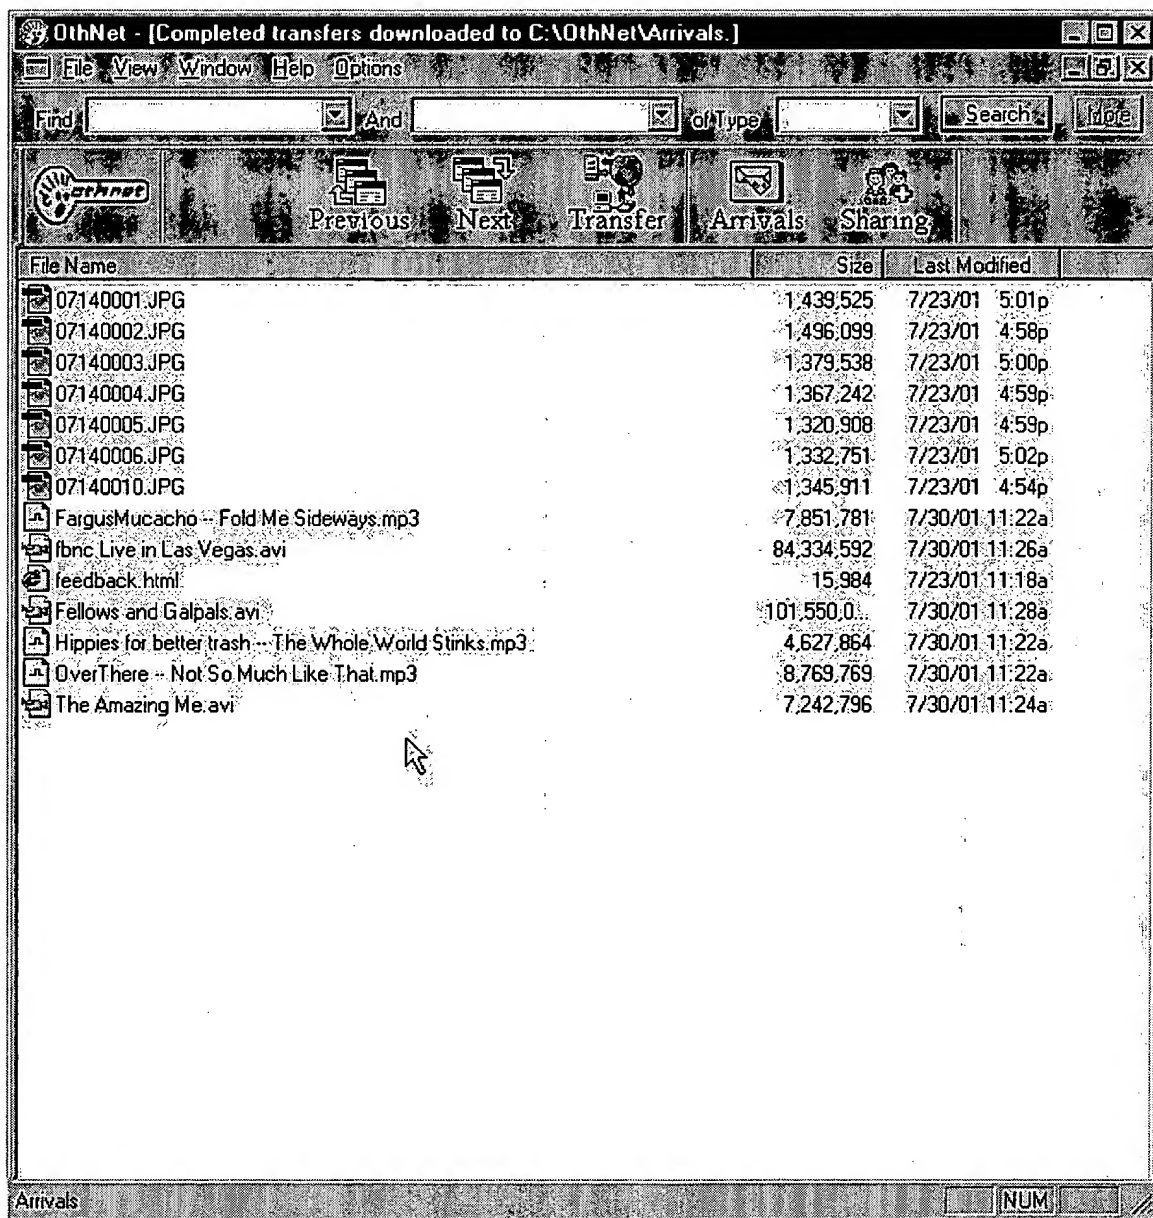 OthNet - [Completed transfers downloaded to C:\OthNet\Arrivals.]
File View Window Help Options
Find And of Type Search More
othnet Previous Next Transfer Arrivals Sharing
File Name Size Last Modified
07140001.JPG 1,439,525 7/23/01 5:01p
07140002.JPG 1,496,099 7/23/01 4:58p
07140003.JPG 1,379,538 7/23/01 5:00p
07140004.JPG 1,367,242 7/23/01 4:59p
07140005.JPG 1,320,908 7/23/01 4:59p
07140006.JPG 1,332,751 7/23/01 5:02p
07140010.JPG 1,345,911 7/23/01 4:54p
FargusMucacho -- Fold Me Sideways.mp3 7,851,781 7/30/01 11:22a
fbnc Live in Las Vegas.avi 84,334,592 7/30/01 11:26a
feedback.html 15,984 7/23/01 11:18a
Fellows and Galpals.avi 101,550,0... 7/30/01 11:28a
Hippies for better trash -- The Whole World Stinks.mp3 4,627,864 7/30/01 11:22a
OverThere -- Not So Much Like That.mp3 8,769,769 7/30/01 11:22a
The Amazing Me.avi 7,242,796 7/30/01 11:24a
Arrivals NUM